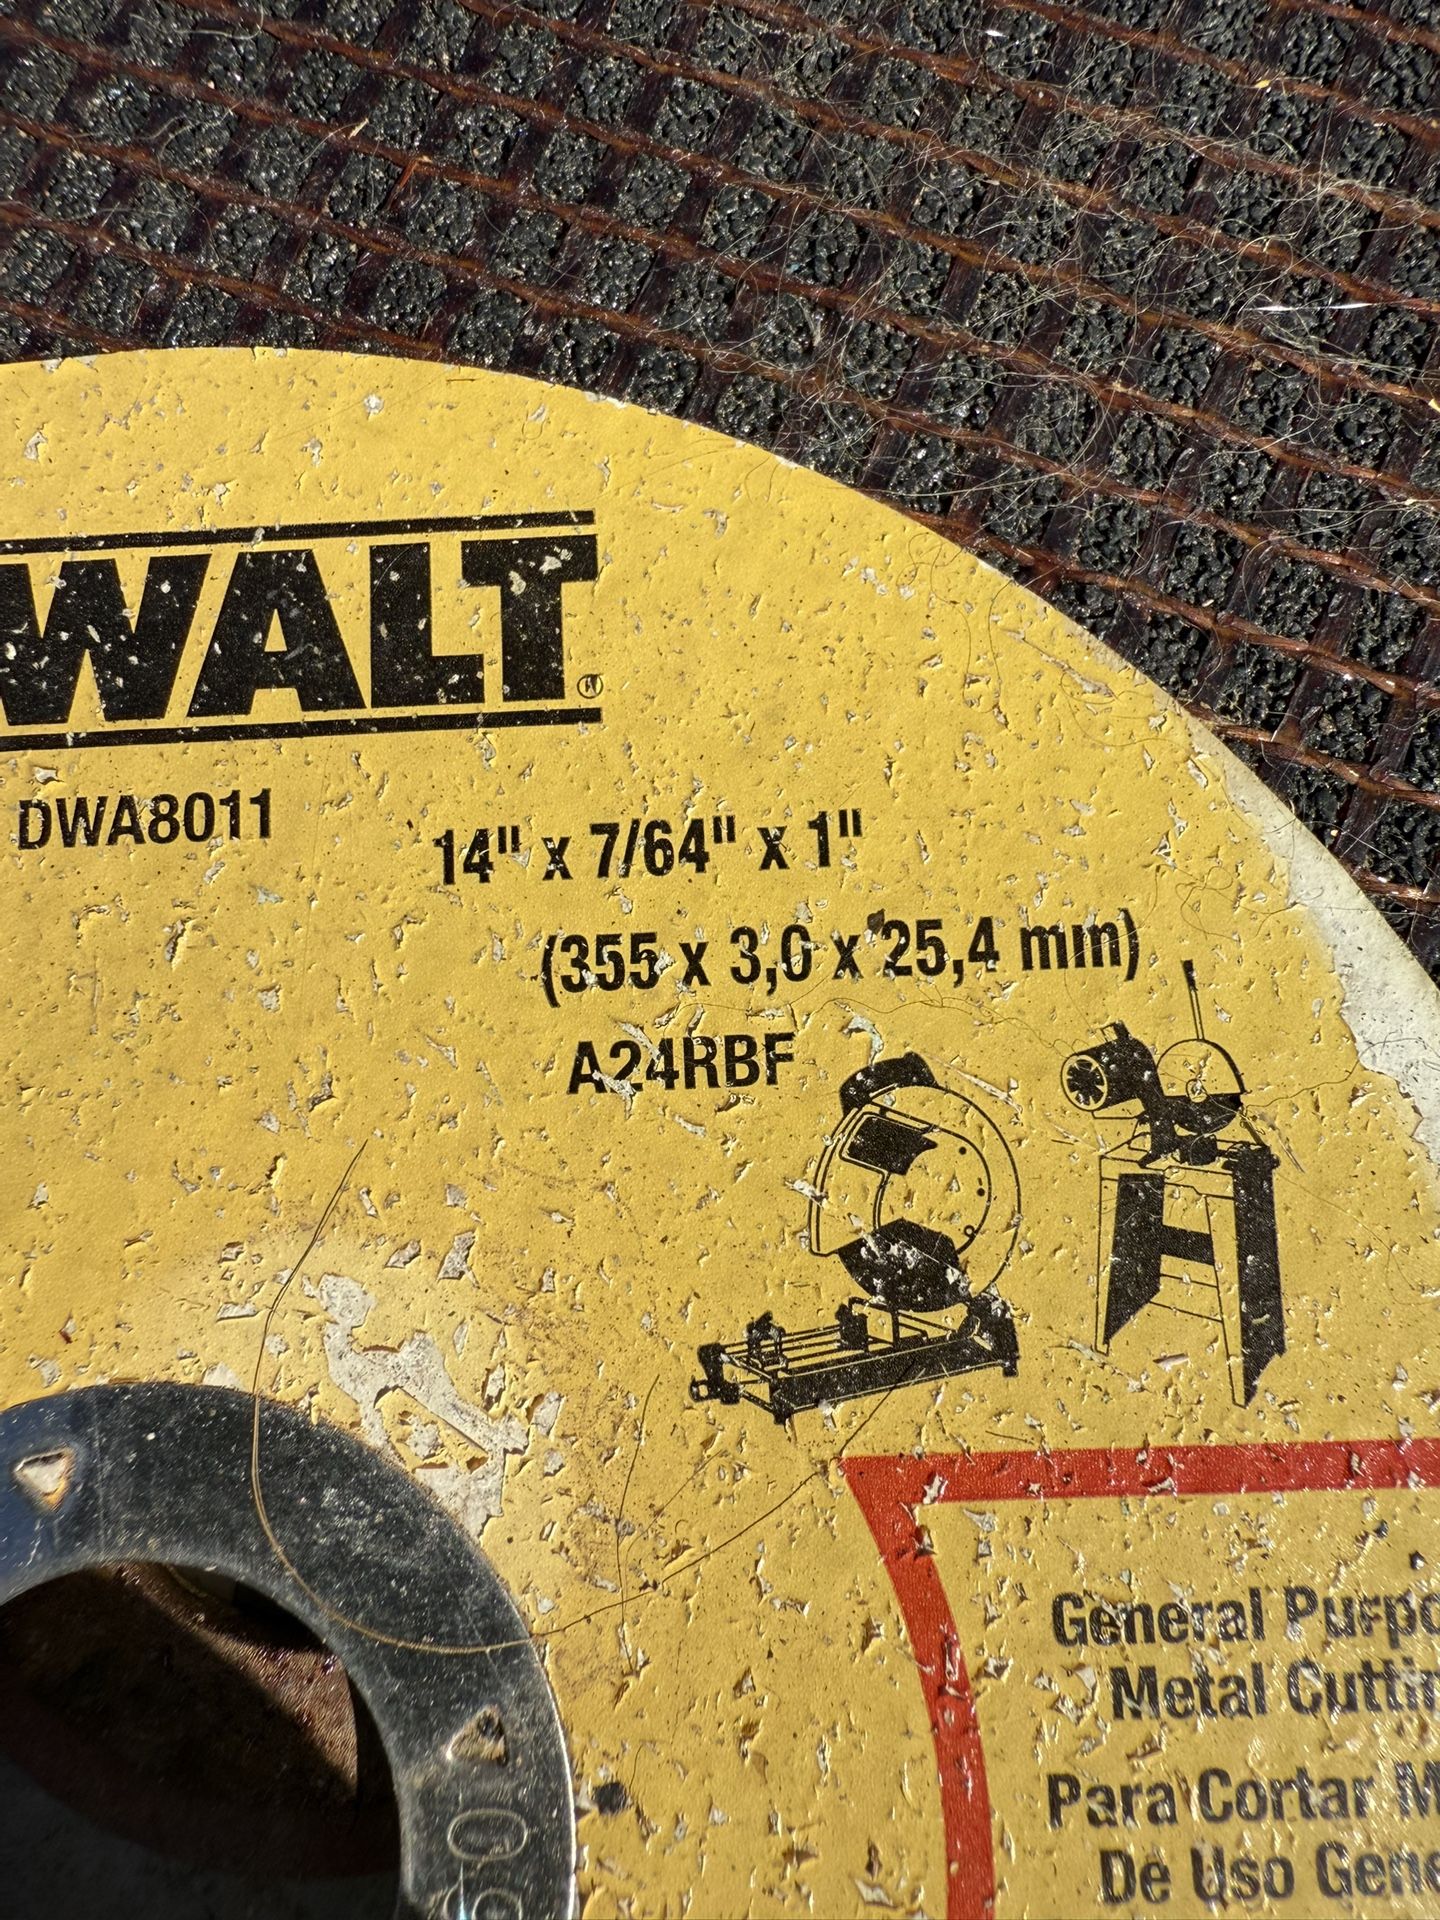 WALT®
DWA8011
14" x 7/64" x 1"
(355 x 3,0 x 25,4 mm)
A24RBF
General Purpo
Metal Cuttin
Para Cortar M
De Uso Gene